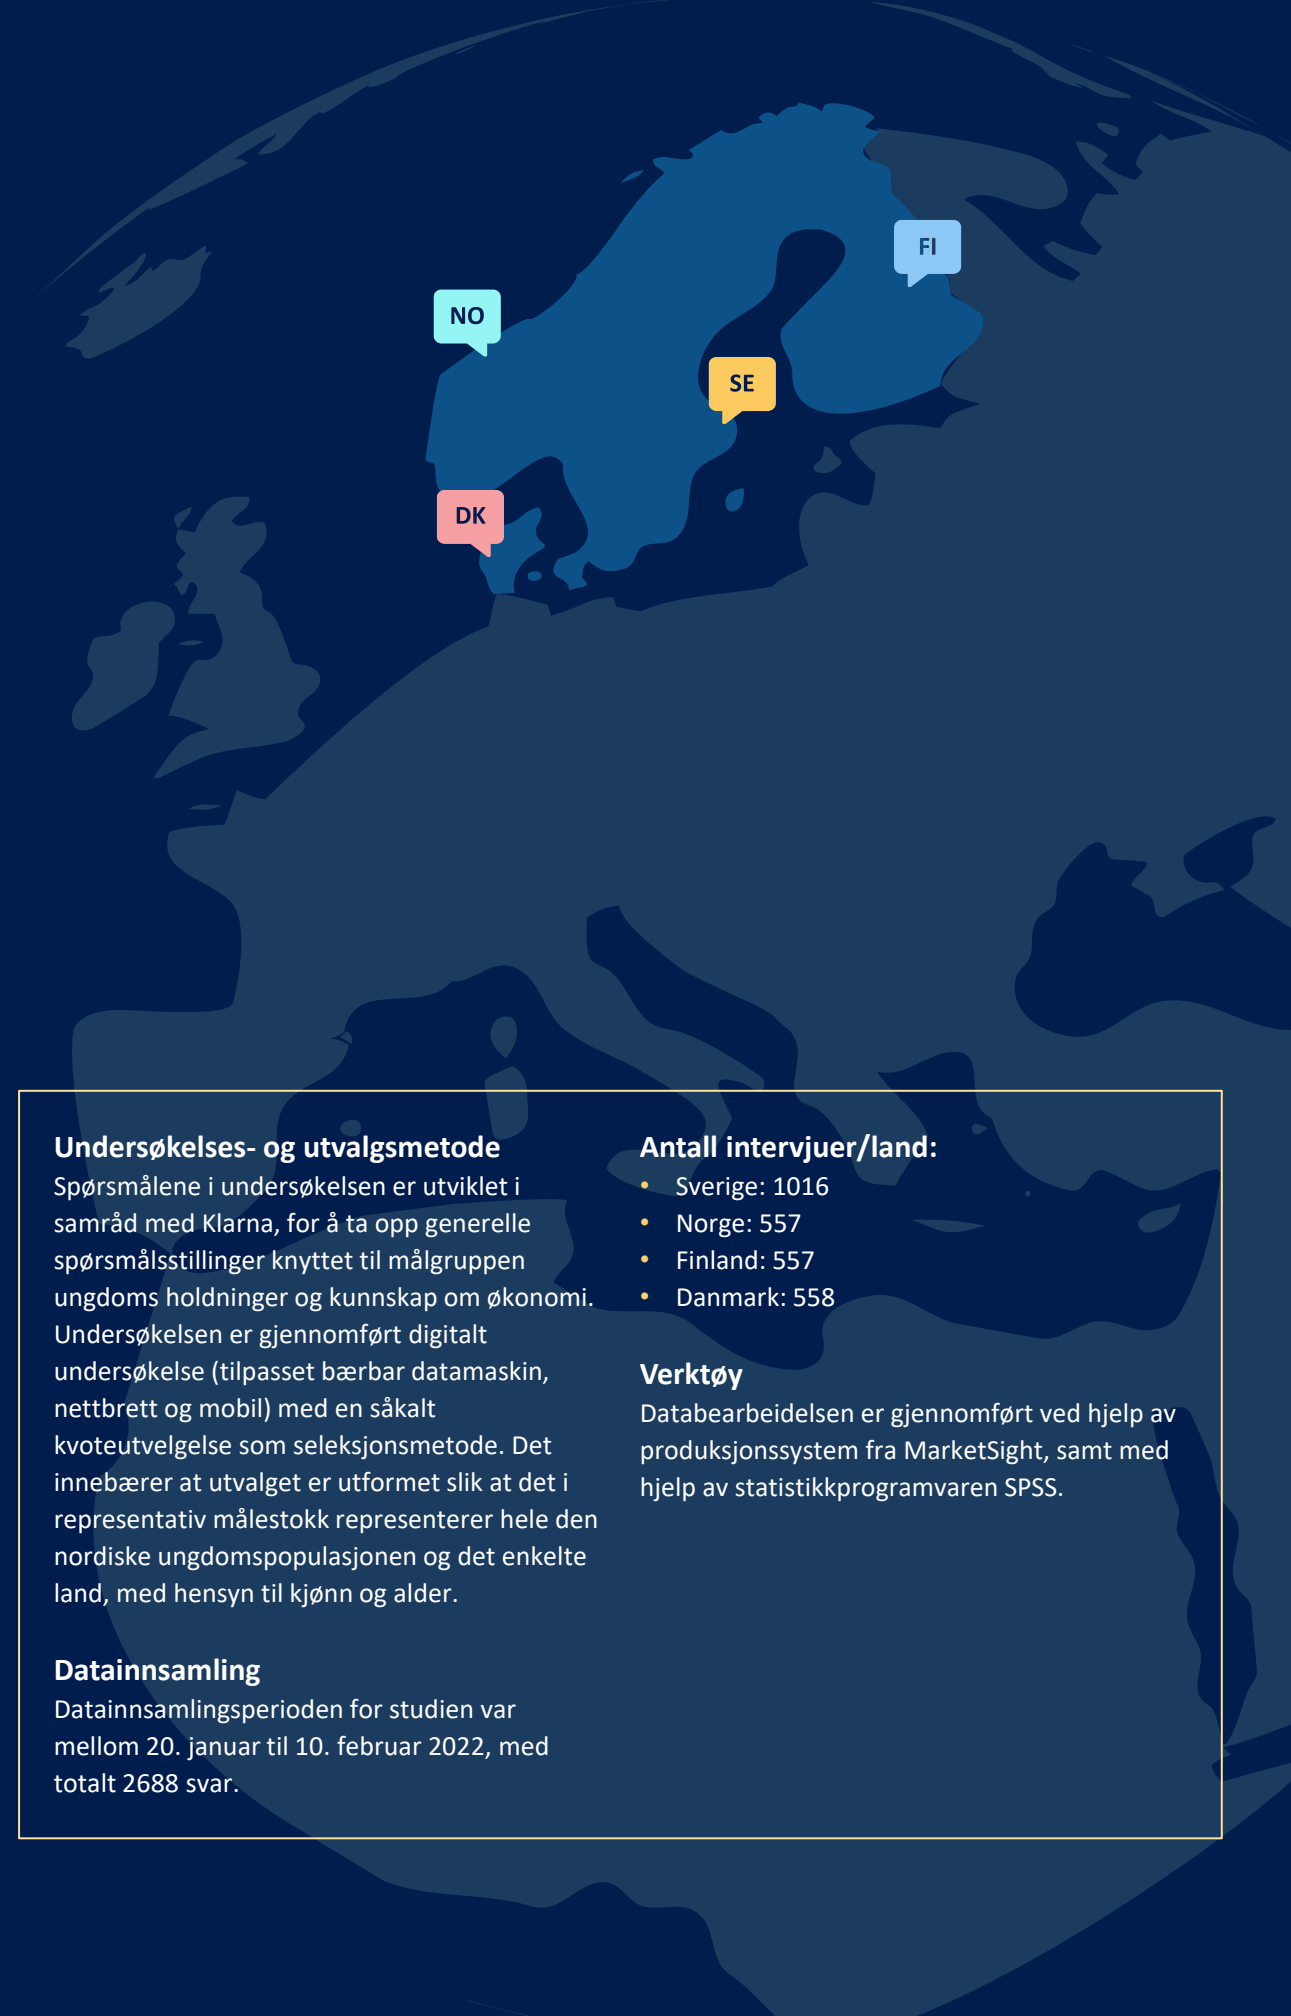 FI
NO
SE
DK
Undersøkelses- og utvalgsmetode
Spørsmålene i undersøkelsen er utviklet i
samråd med Klarna, for å ta opp generelle
spørsmålsstillinger knyttet til målgruppen
ungdoms holdninger og kunnskap om økonomi.
Undersøkelsen er gjennomført digitalt
undersøkelse (tilpasset bærbar datamaskin,
nettbrett og mobil) med en såkalt
kvoteutvelgelse som seleksjonsmetode. Det
innebærer at utvalget er utformet slik at det i
representativ målestokk representerer hele den
nordiske ungdomspopulasjonen og det enkelte
land, med hensyn til kjønn og alder.
Datainnsamling
Datainnsamlingsperioden for studien var
mellom 20. januar til 10. februar 2022, med
totalt 2688 svar.
Antall intervjuer/land:
• Sverige: 1016
• Norge: 557
• Finland: 557
• Danmark: 558
Verktøy
Databearbeidelsen er gjennomført ved hjelp av
produksjonssystem fra MarketSight, samt med
hjelp av statistikkprogramvaren SPSS.